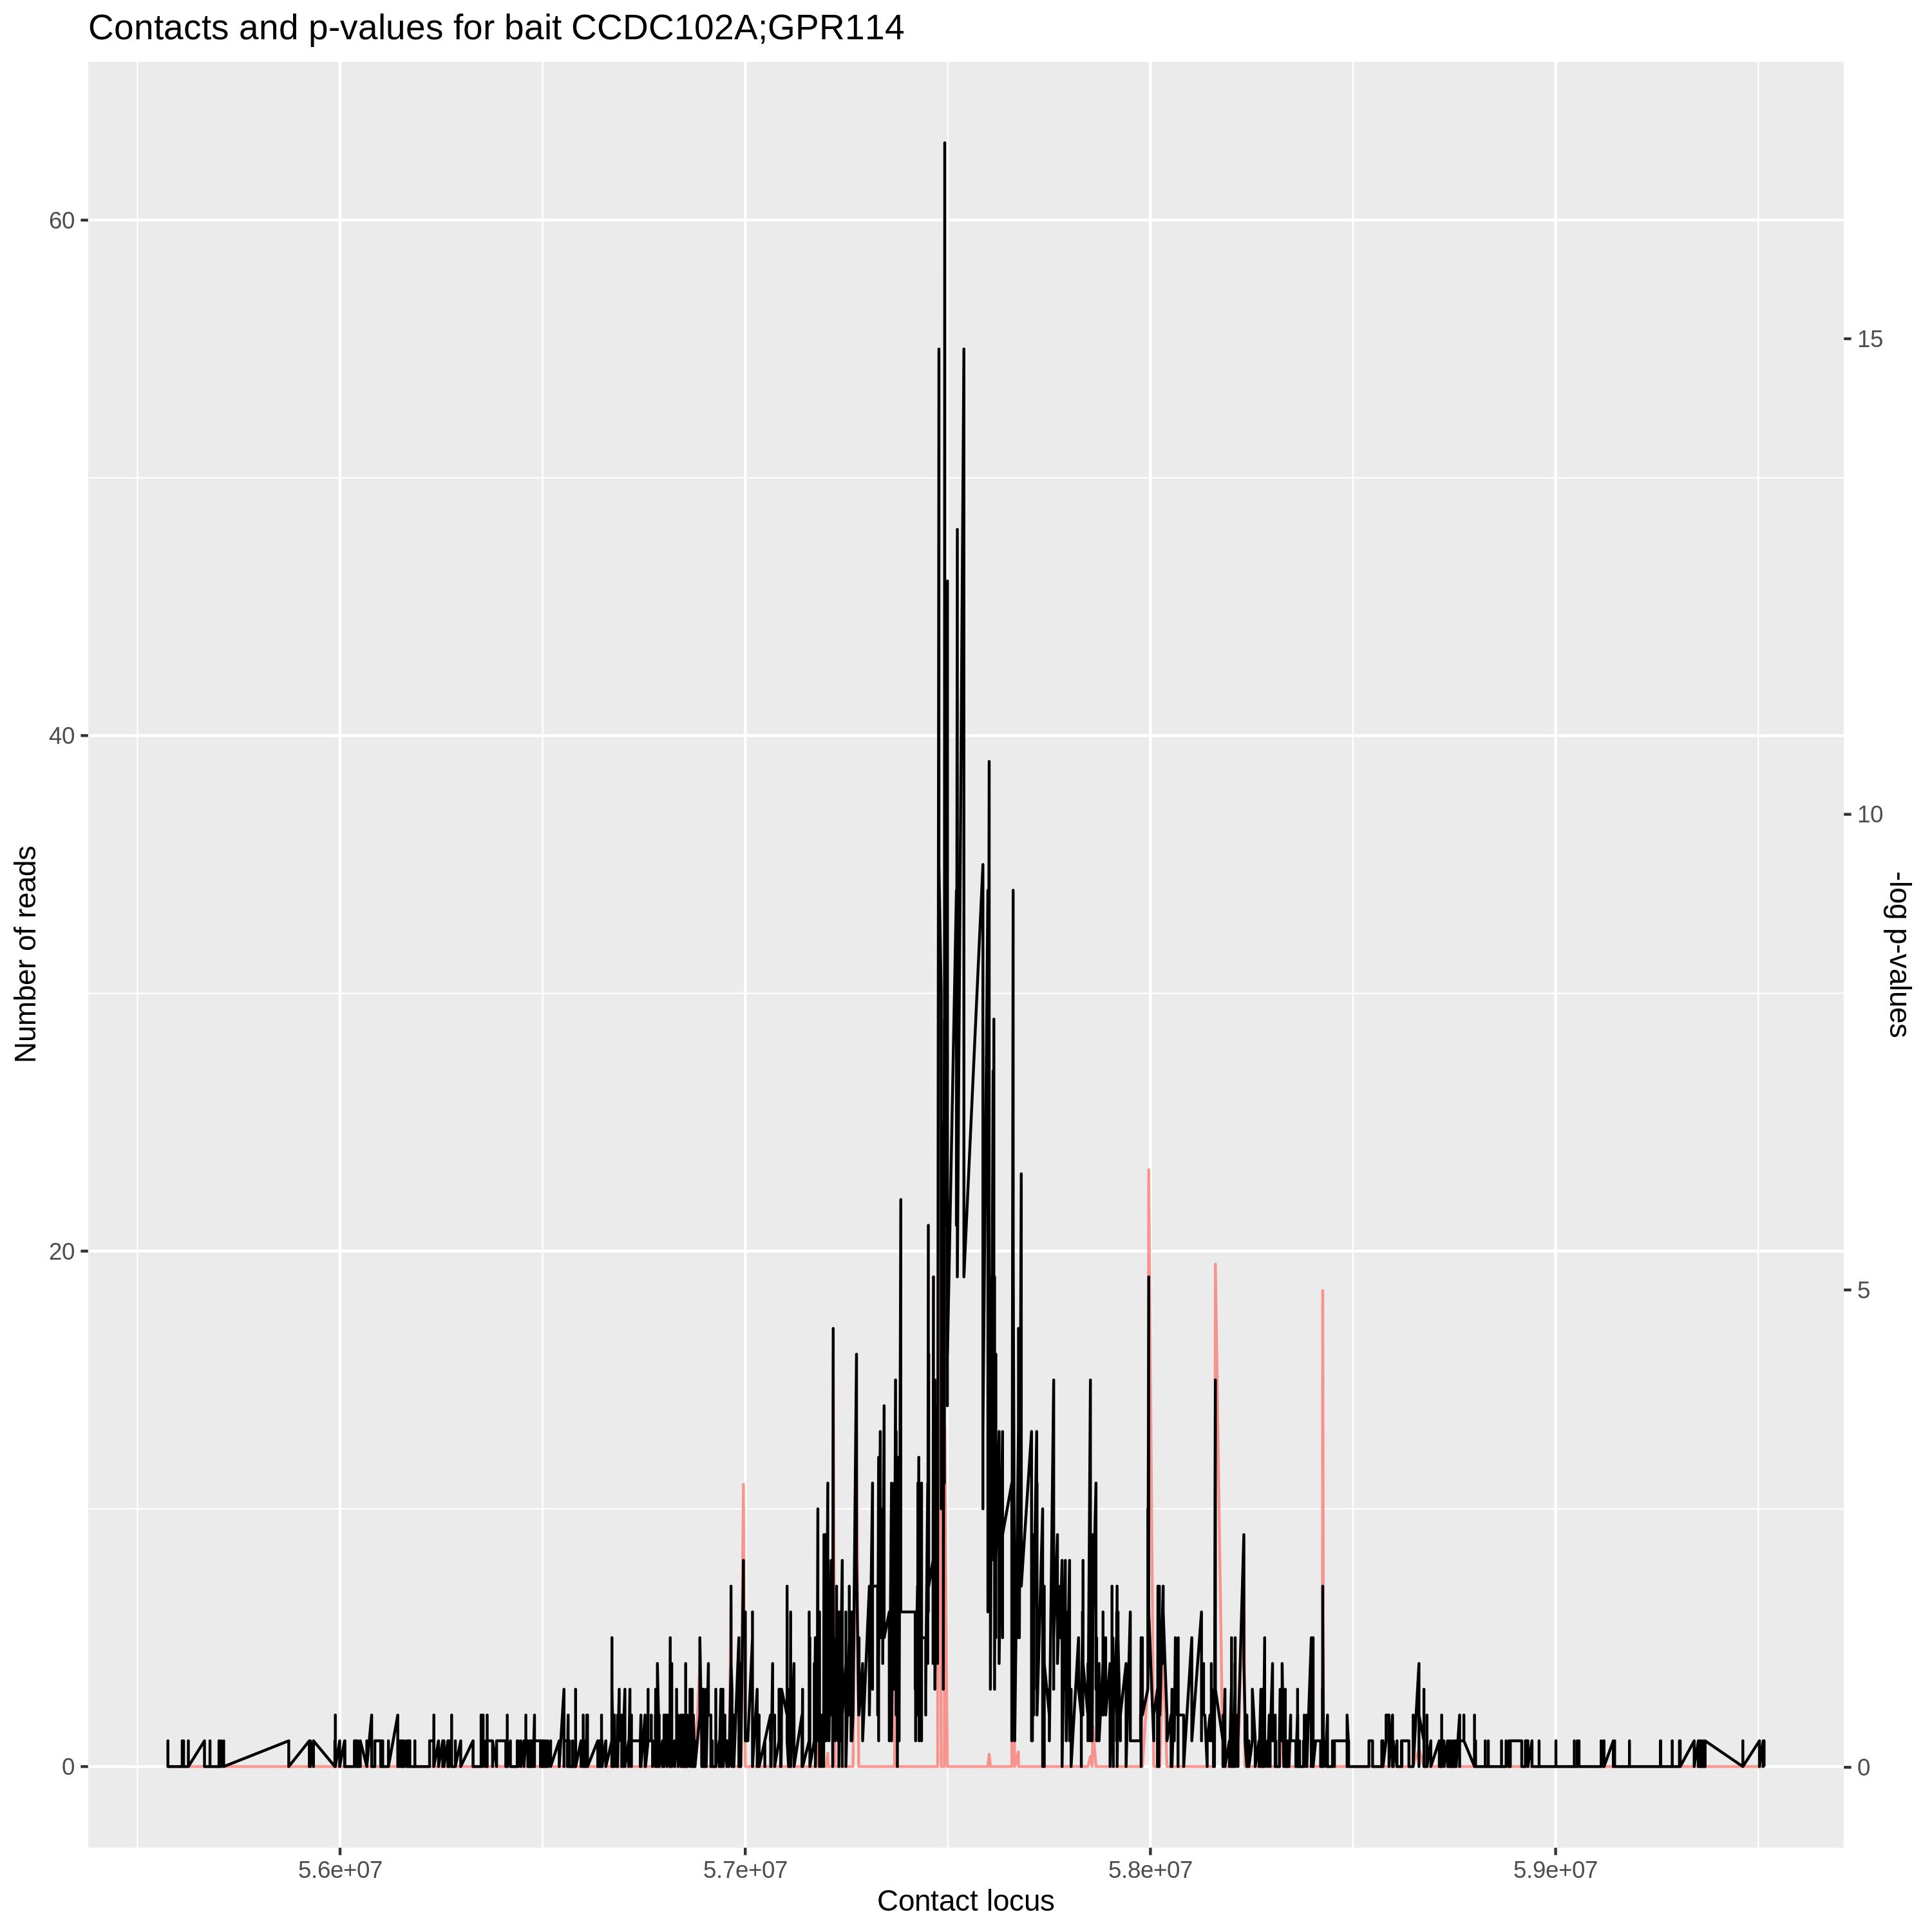 Contacts and p-values for bait CCDC102A;GPR114
60
40
20
0
Number of reads
15
10
5
0
-log p-values
5.6e+07
5.7e+07
5.8e+07
5.9e+07
Contact locus